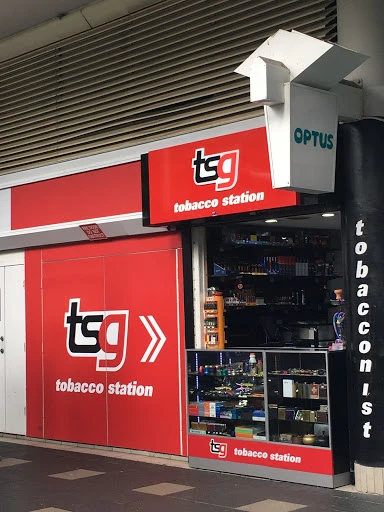 OPTUS
tsg
tobacco station
tobacconist
tsg
tobacco station
tsg tobacco station